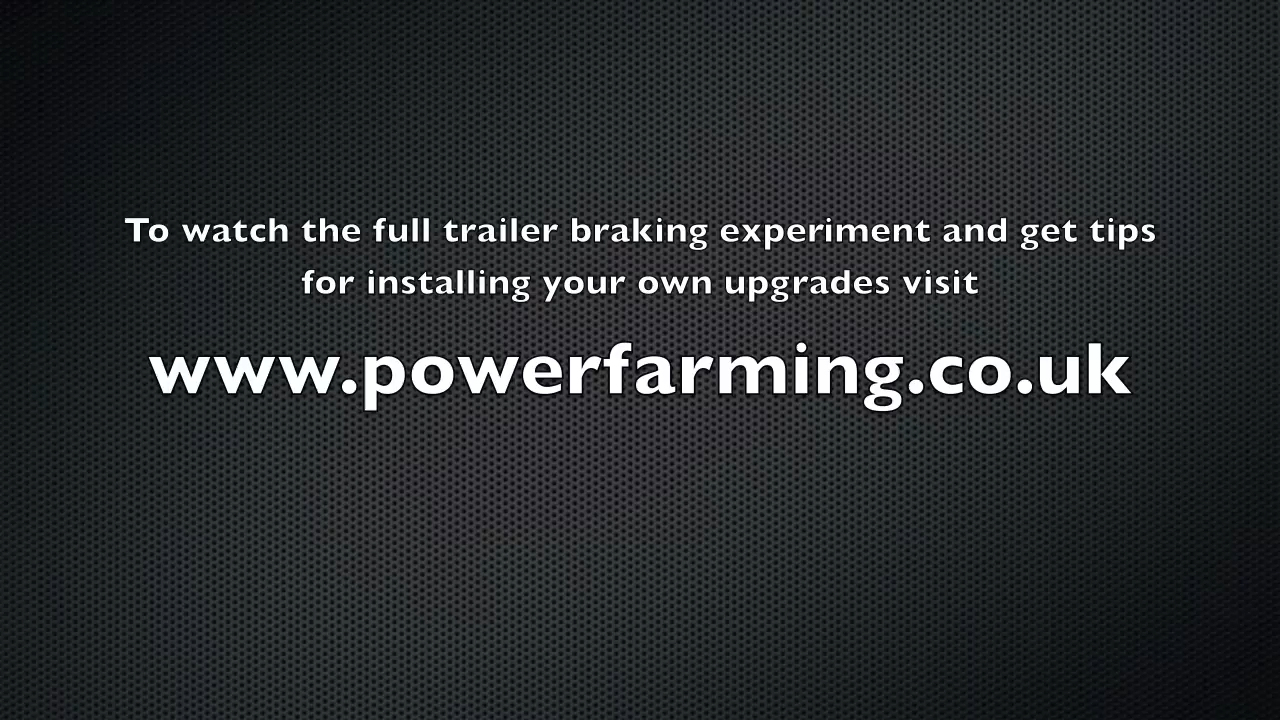 To watch the full trailer braking experiment and get tips
for installing your own upgrades visit
www.powerfarming.co.uk